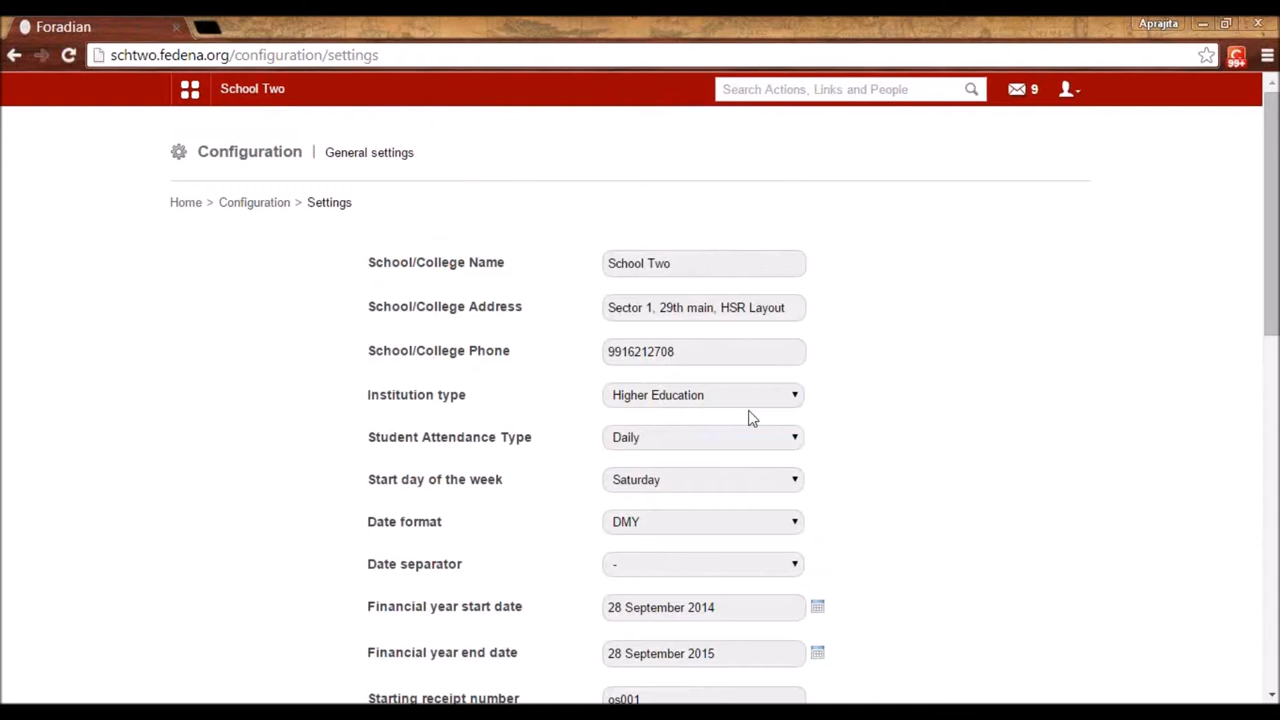 Foradian
Aprajita
schtwo.fedena.org/configuration/settings
99+
School Two
Search Actions, Links and People
9
Configuration | General settings
Home > Configuration > Settings
School/College Name
School Two
School/College Address
Sector 1, 29th main, HSR Layout
School/College Phone
9916212708
Institution type
Higher Education
Student Attendance Type
Daily
Start day of the week
Saturday
Date format
DMY
Date separator
-
Financial year start date
28 September 2014
Financial year end date
28 September 2015
Starting receipt number
os001